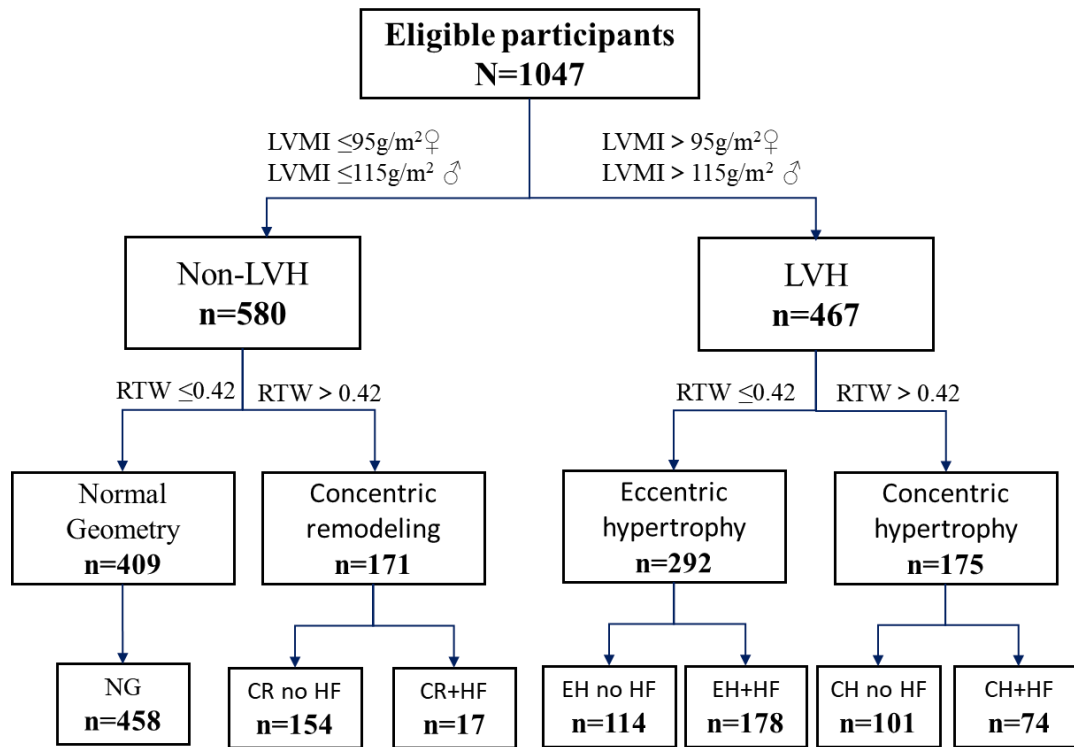 Eligible participants
N=1047
LVMI ≤95g/m²♀
LVMI ≤115g/m² ♂
LVMI > 95g/m²♀
LVMI > 115g/m² ♂
Non-LVH
n=580
LVH
n=467
RTW ≤0.42
RTW > 0.42
RTW ≤0.42
RTW > 0.42
Normal
Geometry
n=409
Concentric
remodeling
n=171
Eccentric
hypertrophy
n=292
Concentric
hypertrophy
n=175
NG
n=458
CR no HF
n=154
CR+HF
n=17
EH no HF
n=114
EH+HF
n=178
CH no HF
n=101
CH+HF
n=74